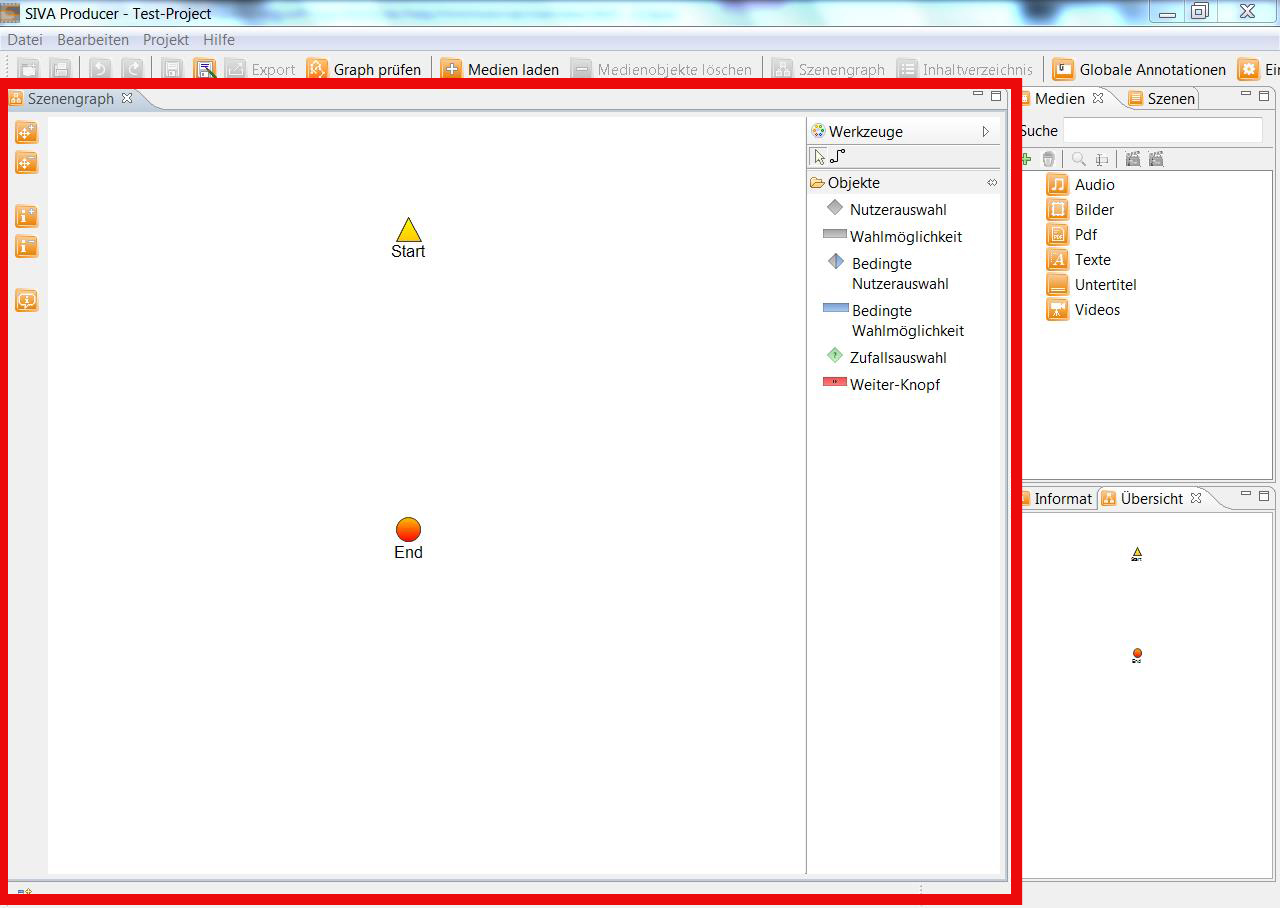 SIVA Producer - Test-Project
Datei Bearbeiten Projekt Hilfe
Export Graph prüfen Medien laden Medienobjekte löschen Szenengraph Inhaltverzeichnis Globale Annotationen
Szenengraph
Werkzeuge
Objekte
Nutzerauswahl
Wahlmöglichkeit
Bedingte
Nutzerauswahl
Bedingte
Wahlmöglichkeit
Zufallsauswahl
Weiter-Knopf
Start
End
Medien Szenen
Suche
Audio
Bilder
Pdf
Texte
Untertitel
Videos
Informat Übersicht
Start
End